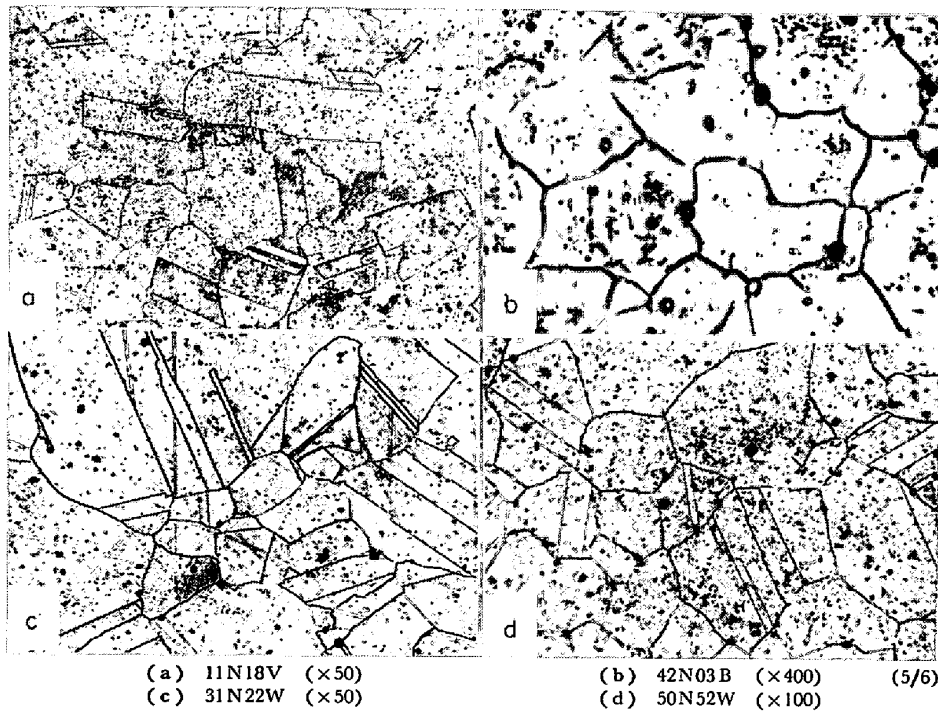 a
b
c
d
(a) 11N18V (×50) (b) 42N03B (×400) (5/6)
(c) 31N22W (×50) (d) 50N52W (×100)